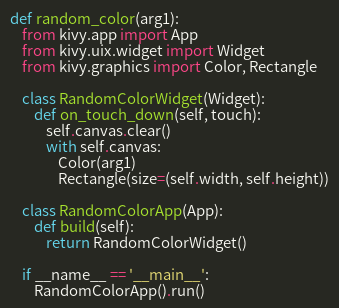 def random_color(arg1):
from kivy.app import App
from kivy.uix.widget import Widget
from kivy.graphics import Color, Rectangle
class RandomColorWidget(Widget):
def on_touch_down(self, touch):
self.canvas.clear()
with self.canvas:
Color(arg1)
Rectangle(size=(self.width, self.height))
class RandomColorApp(App):
def build(self):
return RandomColorWidget()
if __name__ == '__main__':
RandomColorApp().run()